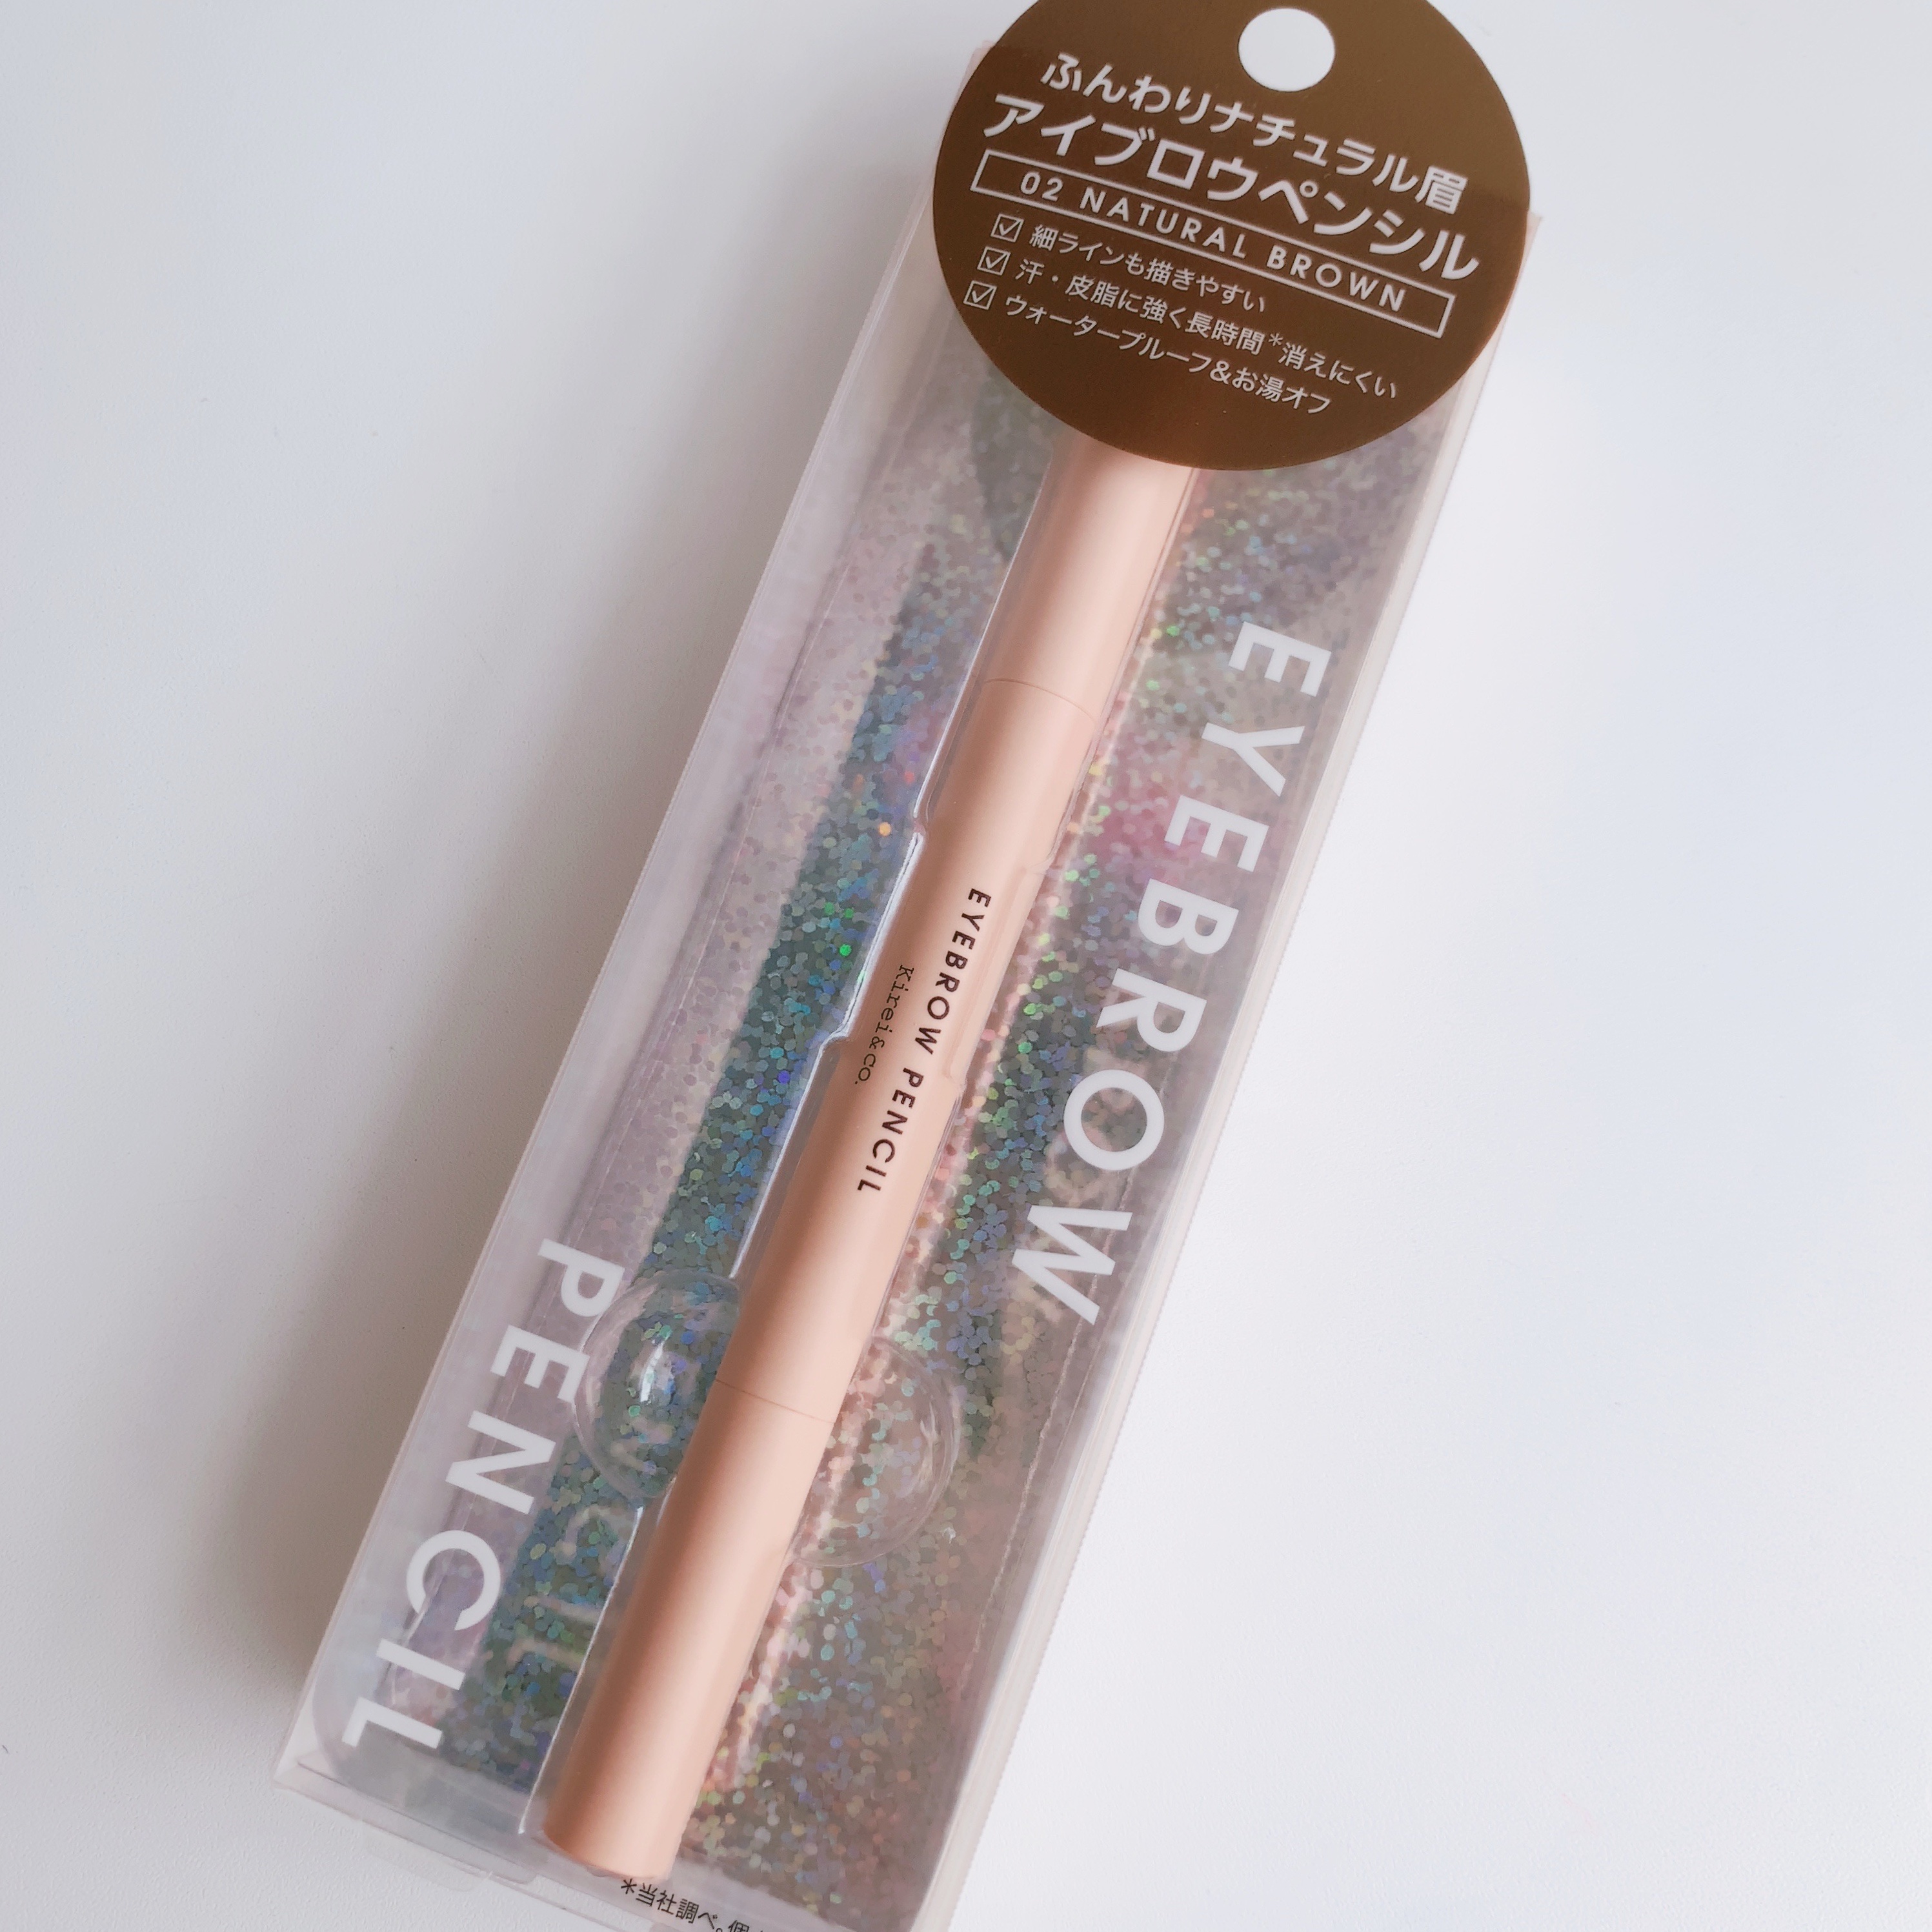 ふんわりナチュラル眉
アイブロウペンシル
02 NATURAL BROWN
☑ 細ラインも描きやすい
☑ 汗・皮脂に強く長時間*消えにくい
☑ ウォータープルーフ&お湯オフ
EYEBROW
EYEBROW PENCIL
Kirei&co.
PENCIL
*当社調べ。個